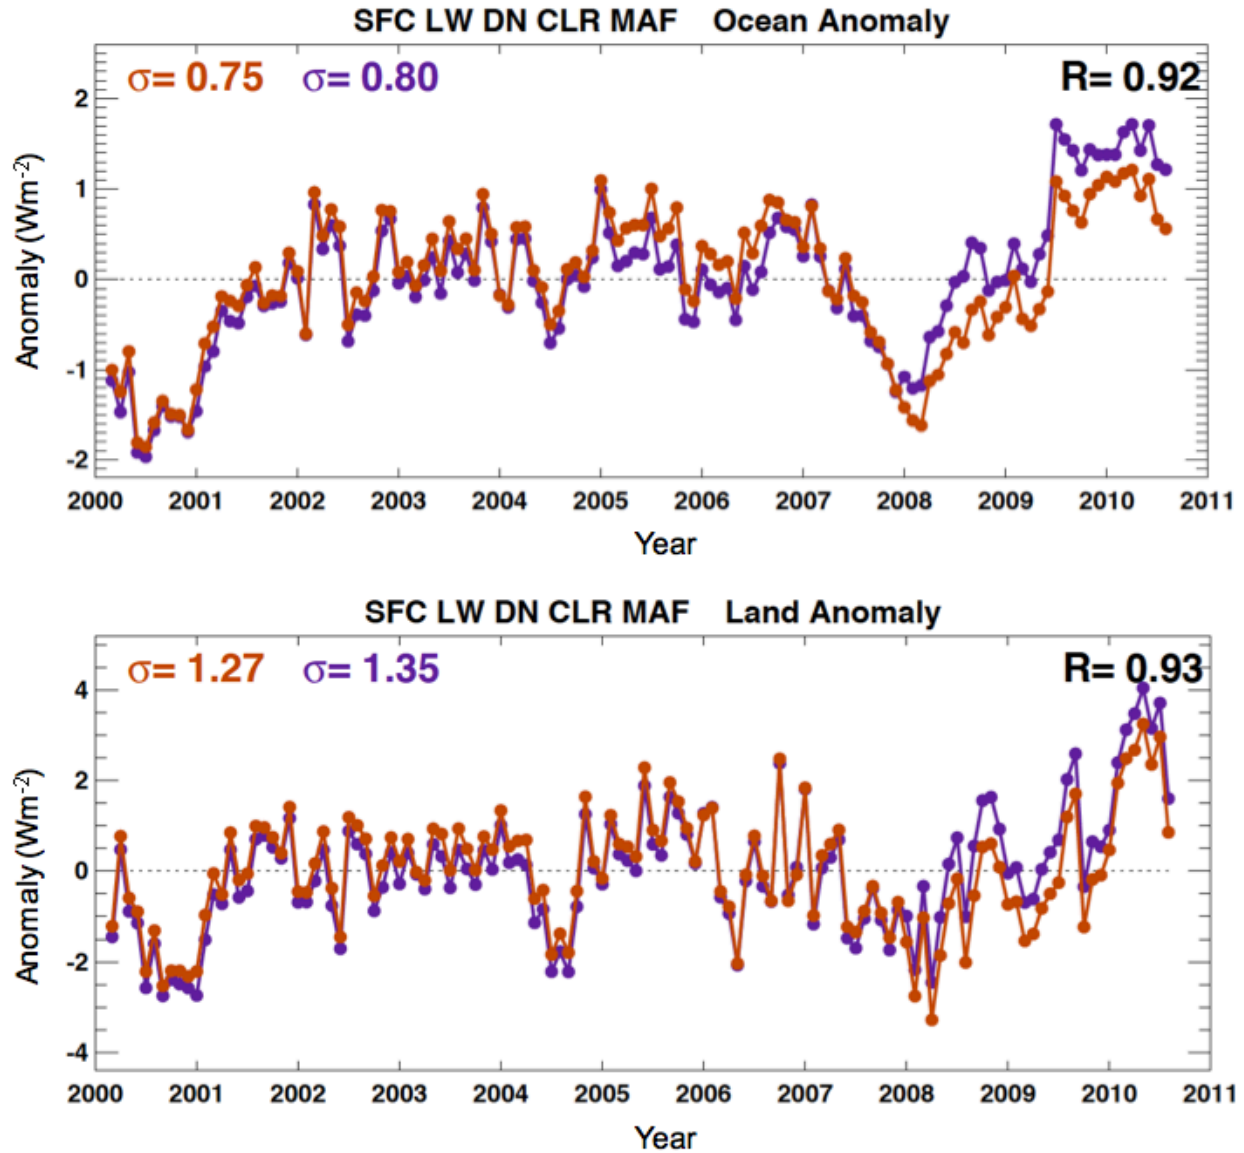 SFC LW DN CLR MAF Ocean Anomaly
σ= 0.75 σ= 0.80 R= 0.92
2
1
0
-1
-2
Anomaly (Wm-2)
2000 2001 2002 2003 2004 2005 2006 2007 2008 2009 2010 2011
Year
SFC LW DN CLR MAF Land Anomaly
σ= 1.27 σ= 1.35 R= 0.93
4
2
0
-2
-4
Anomaly (Wm-2)
2000 2001 2002 2003 2004 2005 2006 2007 2008 2009 2010 2011
Year